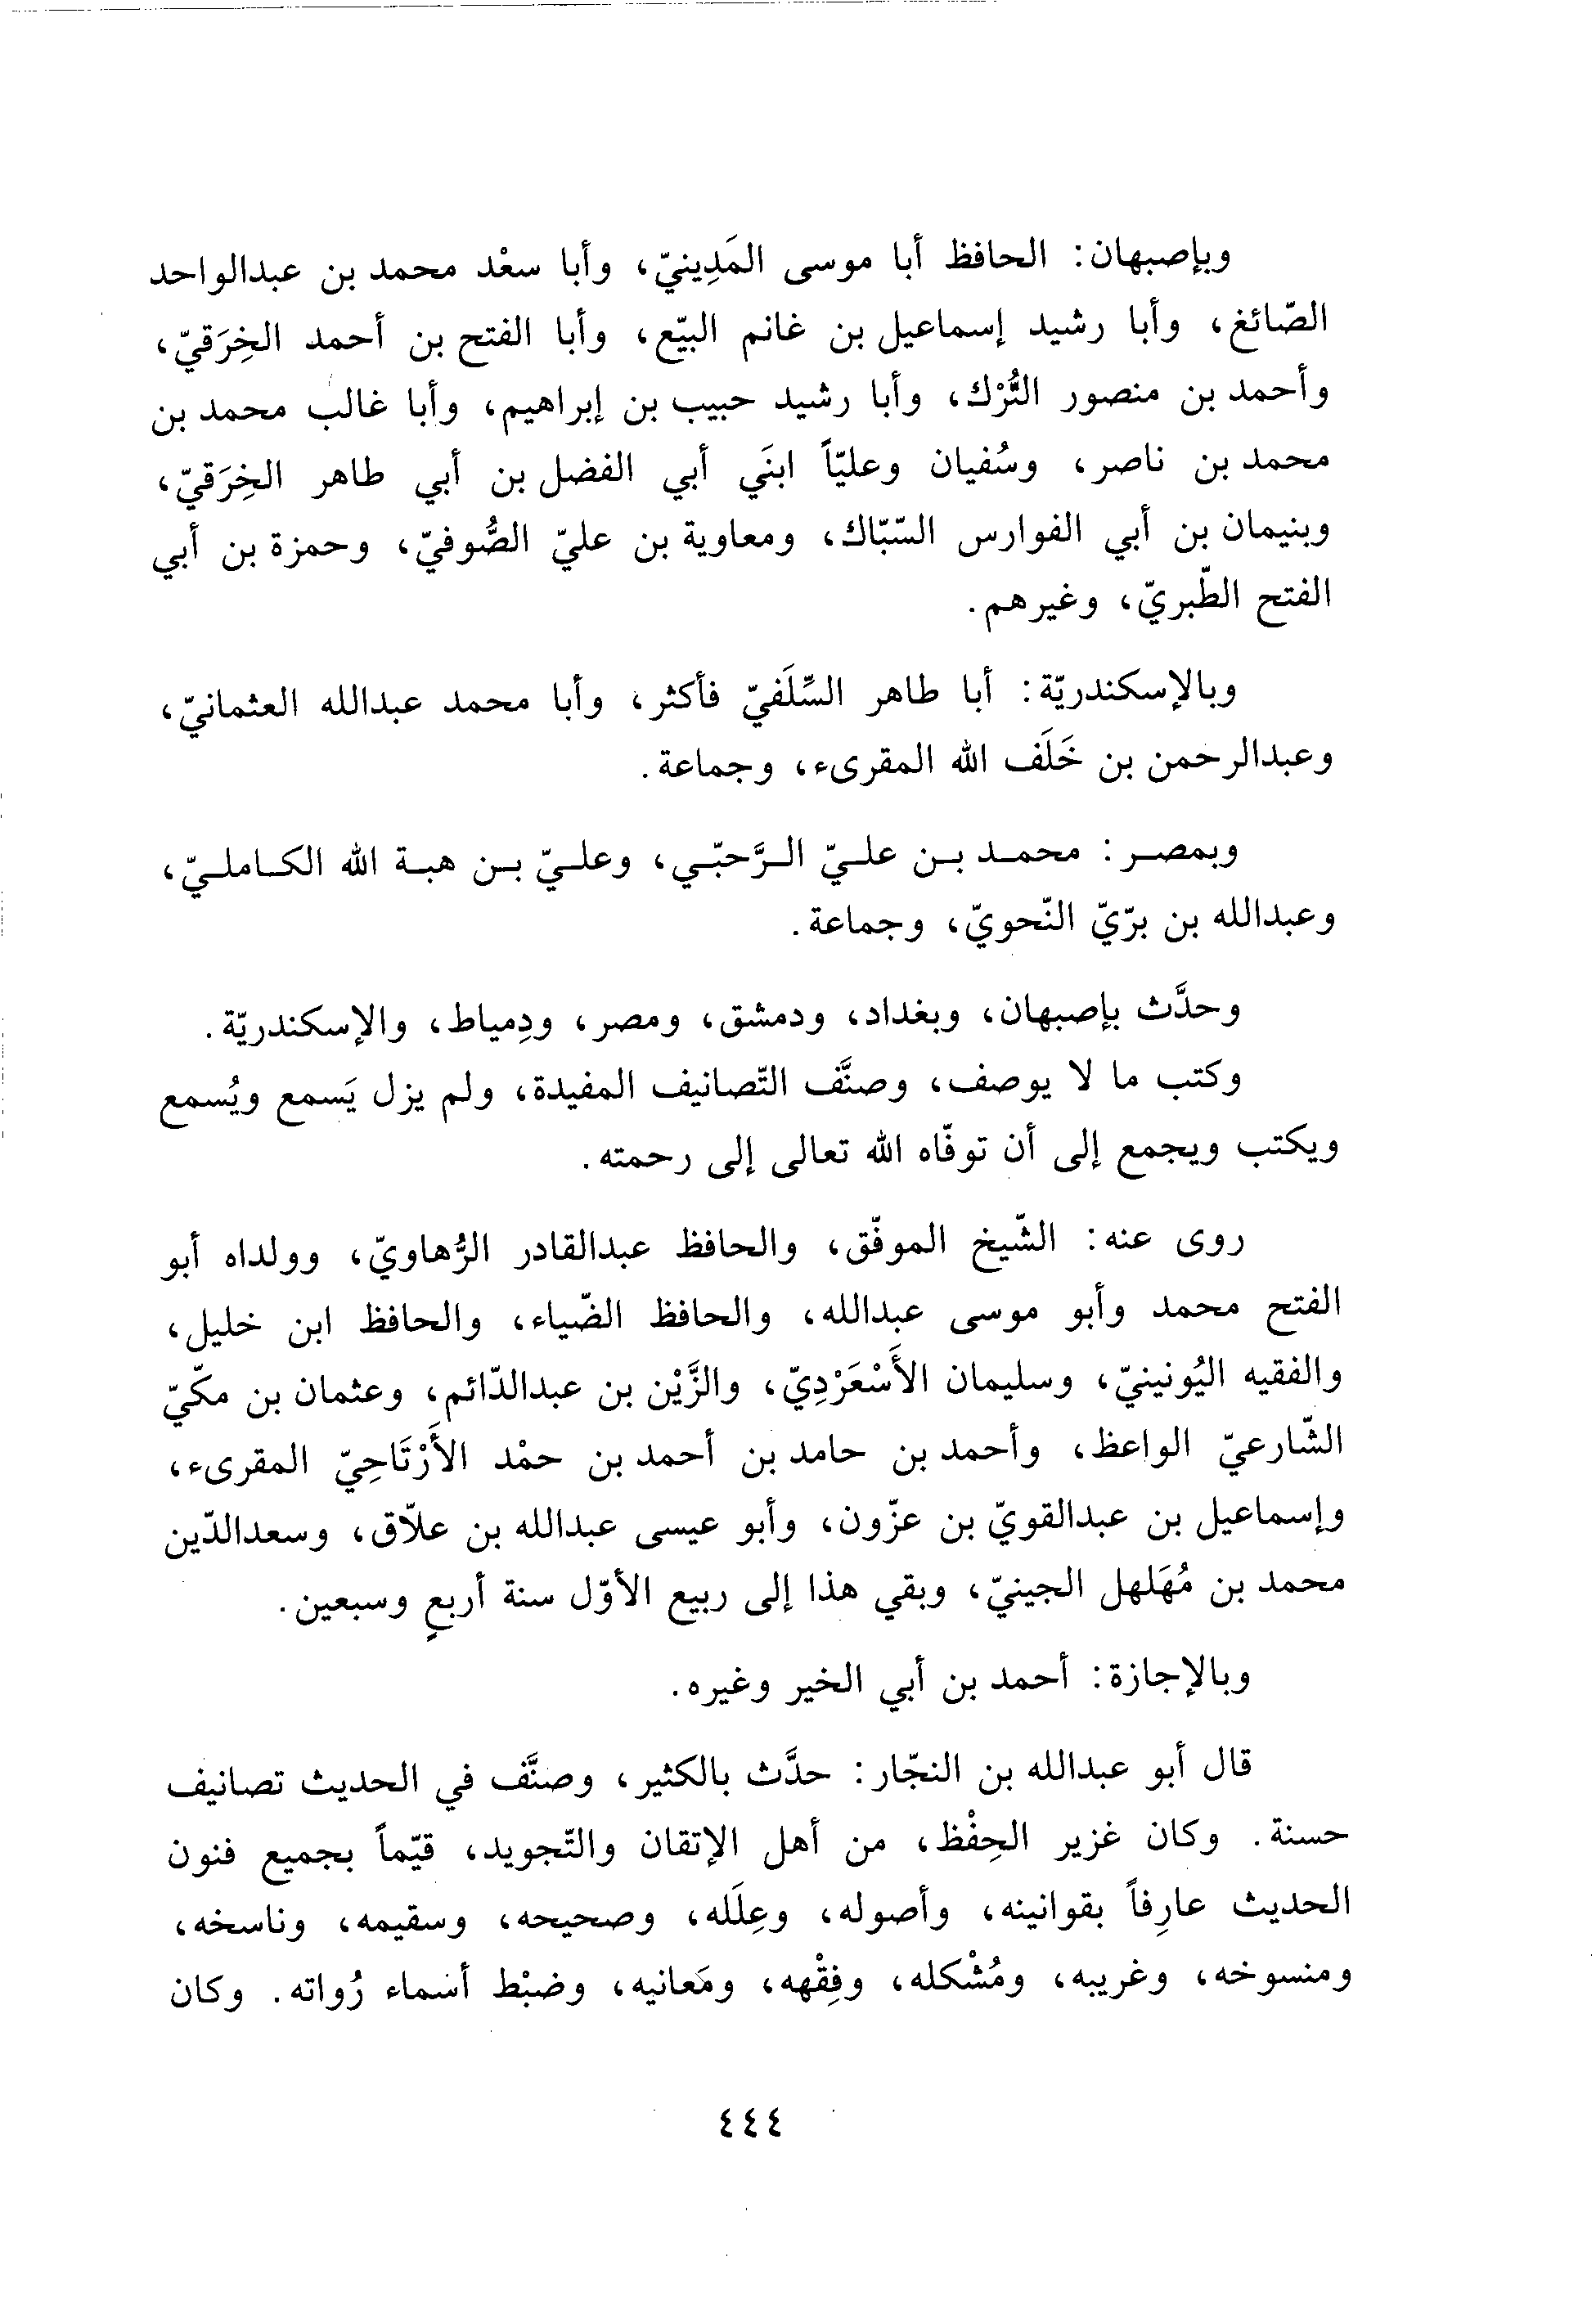 وبإصبهان: الحافظ أبا موسى المَدِينيّ، وأبا سعْد محمد بن عبدالواحد
الصّائغ، وأبا رشيد إسماعيل بن غانم البيّع، وأبا الفتح بن أحمد الخِرَقيّ،
وأحمد بن منصور التُّرْك، وأبا رشيد حبيب بن إبراهيم، وأبا غالب محمد بن
محمد بن ناصر، وسُفيان وعليّاً ابنَي أبي الفضل بن أبي طاهر الخِرَقيّ،
وبنيمان بن أبي الفوارس السّبّاك، ومعاوية بن عليّ الصُّوفيّ، وحمزة بن أبي
الفتح الطّبريّ، وغيرهم.
وبالإسكندريّة: أبا طاهر السِّلَفيّ فأكثر، وأبا محمد عبدالله العثمانيّ،
وعبدالرحمن بن خَلَف الله المقرىء، وجماعة.
وبمصر: محمد بن عليّ الرَّحبّي، وعليّ بن هبة الله الكامليّ،
وعبدالله بن برّيّ النّحويّ، وجماعة.
وحدَّث بإصبهان، وبغداد، ودمشق، ومصر، ودِمياط، والإسكندريّة.
وكتب ما لا يوصف، وصنَّف التّصانيف المفيدة، ولم يزل يَسمع ويُسمع
ويكتب ويجمع إلى أن توفّاه الله تعالى إلى رحمته.
روى عنه: الشّيخ الموفّق، والحافظ عبدالقادر الرُّهاويّ، وولداه أبو
الفتح محمد وأبو موسى عبدالله، والحافظ الضّياء، والحافظ ابن خليل،
والفقيه اليُونينيّ، وسليمان الأَسْعَرْدِيّ، والزَّيْن بن عبدالدّائم، وعثمان بن مكّيّ
الشّارعيّ الواعظ، وأحمد بن حامد بن أحمد بن حمْد الأَرْتَاحِيّ المقرىء،
وإسماعيل بن عبدالقويّ بن عزّون، وأبو عيسى عبدالله بن علاّق، وسعدالدّين
محمد بن مُهَلهل الجينيّ، وبقي هذا إلى ربيع الأوّل سنة أربعٍ وسبعين.
وبالإجازة: أحمد بن أبي الخير وغيره.
قال أبو عبدالله بن النجّار: حدَّث بالكثير، وصنَّف في الحديث تصانيف
حسنة. وكان غزير الحِفْظ، من أهل الإتقان والتّجويد، قيّماً بجميع فنون
الحديث عارِفاً بقوانينه، وأصوله، وعِلَله، وصحيحه، وسقيمه، وناسخه،
ومنسوخه، وغريبه، ومُشْكله، وفِقْهه، ومَعانيه، وضبْط أسماء رُواته. وكان
٤٤٤